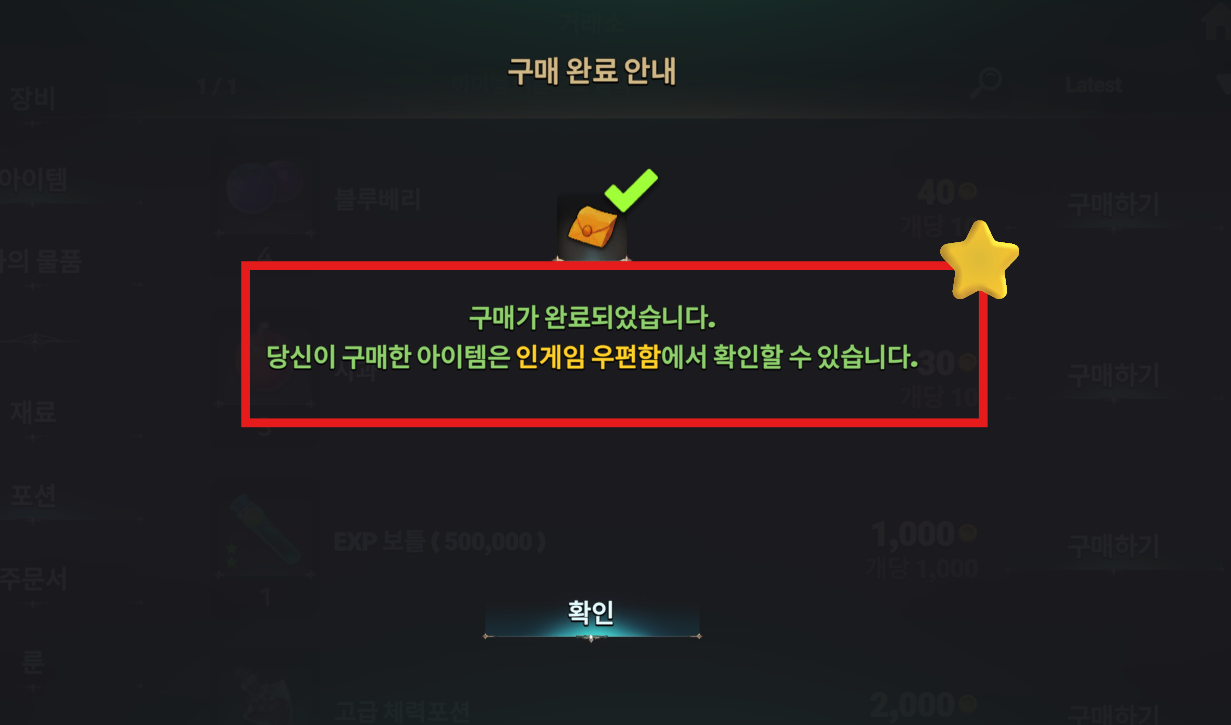 거래소
구매 완료 안내
장비
1 / 1
Latest
아이템
블루베리
40
구매하기
의 물품
구매가 완료되었습니다.
당신이 구매한 아이템은 인게임 우편함에서 확인할 수 있습니다.
30
구매하기
개당 10
재료
5
포션
EXP 보틀 ( 500,000 )
1,000
개당 1,000
구매하기
주문서
1
확인
룬
고급 체력포션
2,000
구매하기